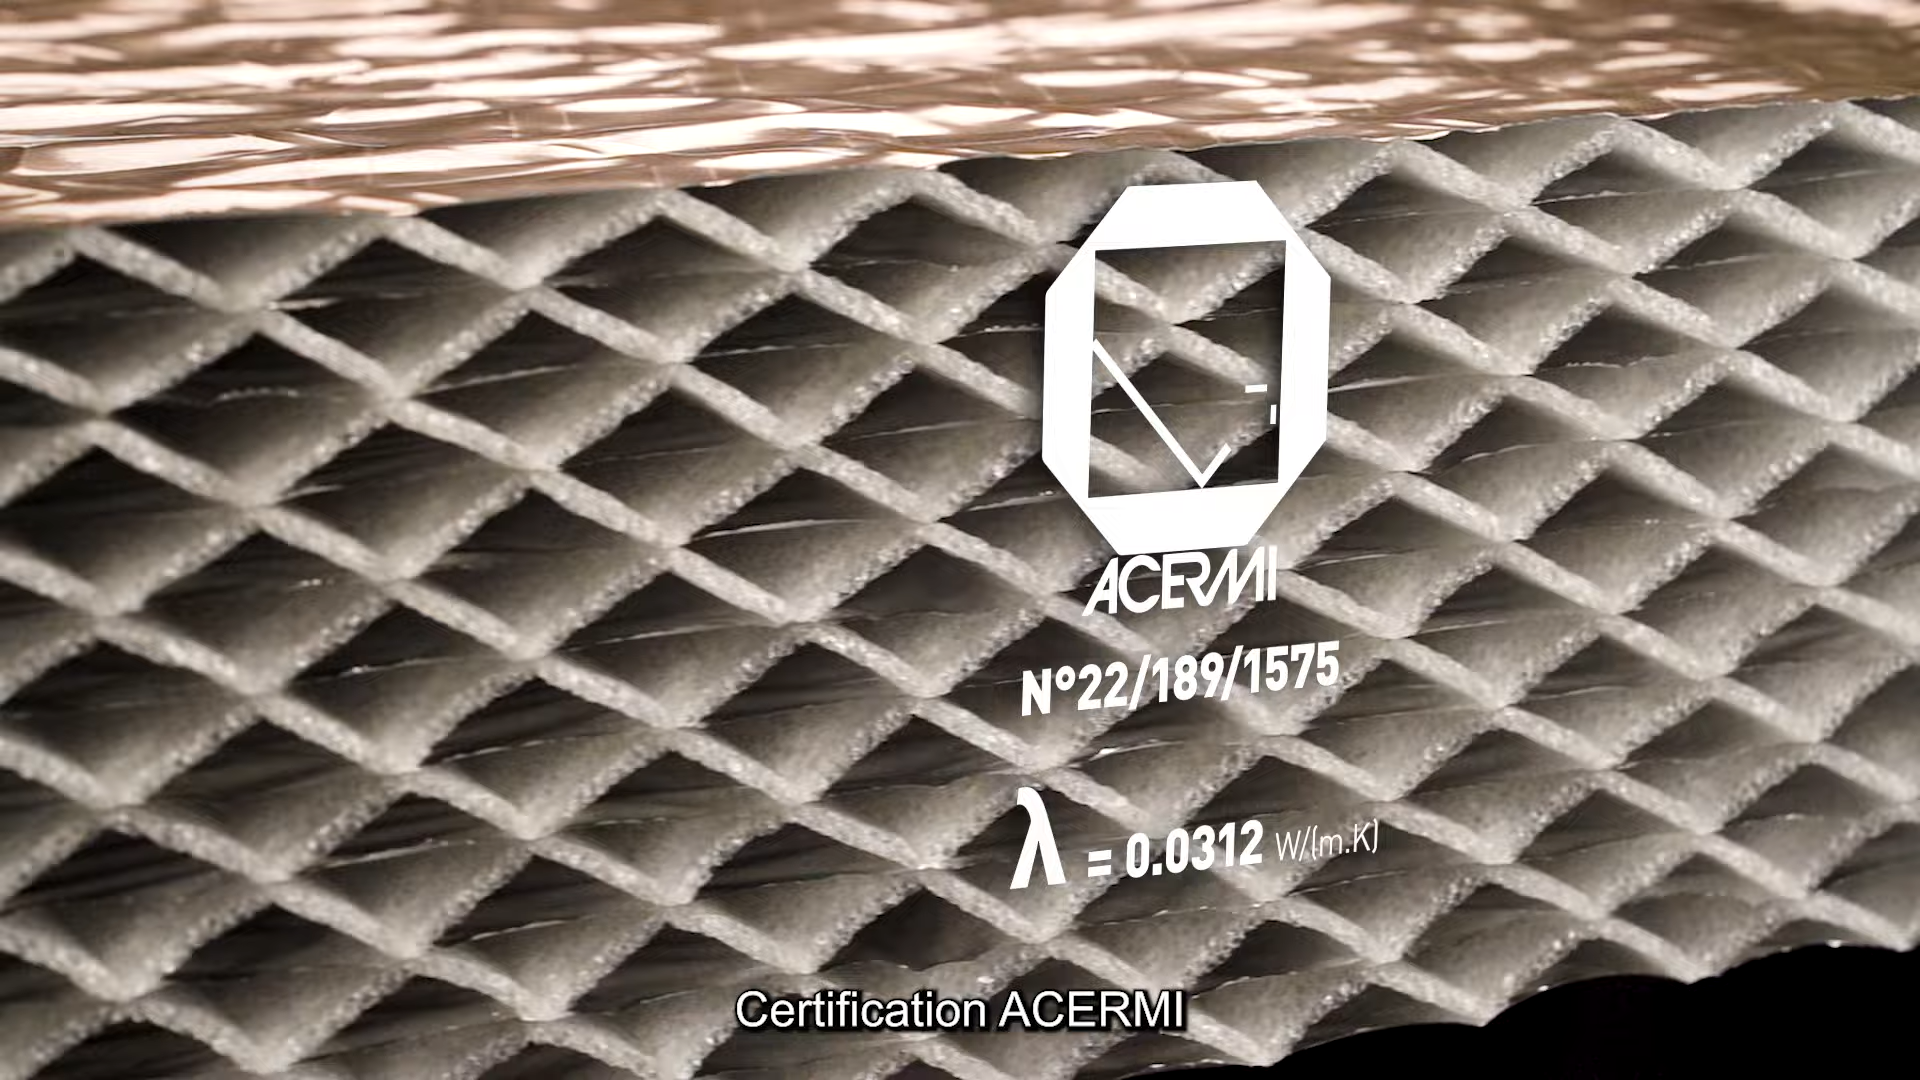 ACERMI
N°22/189/1575
λ = 0.0312 W/(m.K)
Certification ACERMI